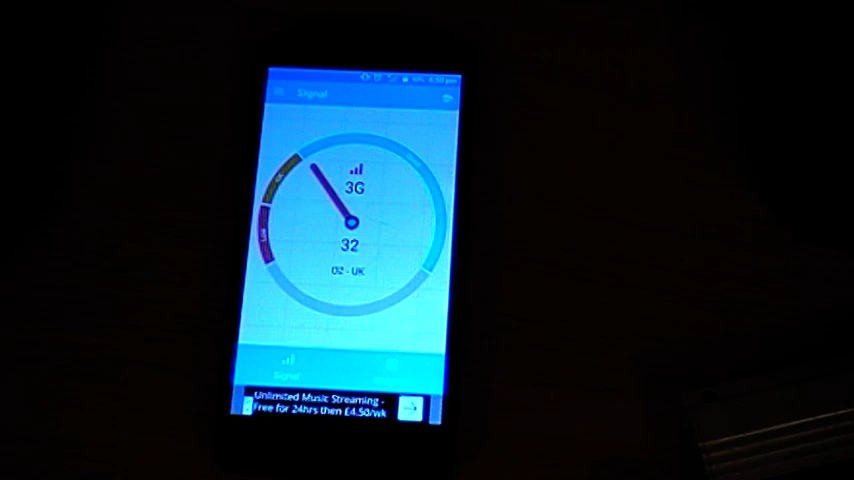 Signal
3G
Low
32
O2 - UK
Signal
Unlimited Music Streaming -
Free for 24hrs then £4.50/wk